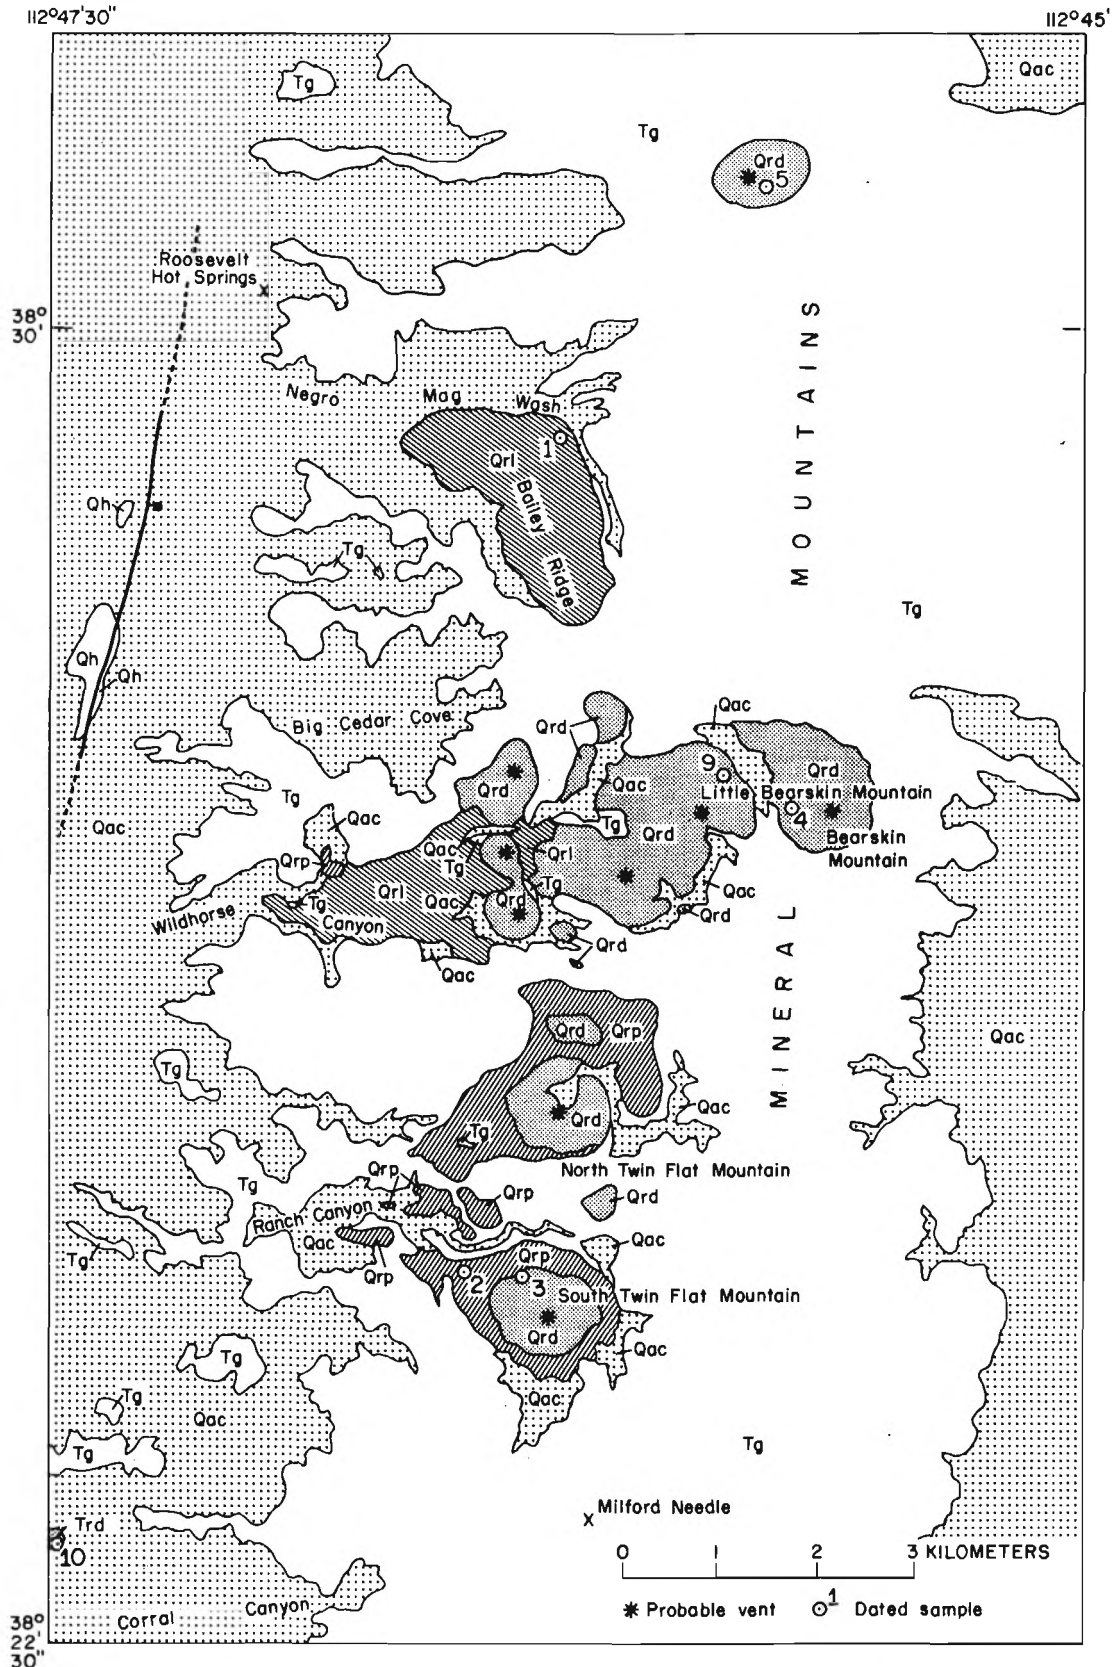 112°47'30"
112°45'
Tg
Qac
Tg
Qrd
5
Roosevelt
Hot Springs
x
38°
30'
MOUNTAINS
Negro Mag Wash
1
Qrl
Bailey Ridge
Qh
Tg
Tg
Qh
Qh
Qac
Big Cedar Cove
Qrd
9
Qrd
Qac
Qrd
Little Bearskin Mountain
Tg
4
Qac
Qac
Tg
Qrd
Bearskin
Mountain
Qac
Qrl
Qrp
Tg
Tg
Qac
Qrl
Qac
Qrd
Tg
Qrd
Wildhorse Canyon
Qrd
Qac
MINERAL
Qrd
Qrp
Qac
Tg
Qac
Qrd
Tg
North Twin Flat Mountain
Qrp
Qrp
Tg
Qrd
Ranch Canyon
Qac
Qac
Tg
Qrp
Qrp
2
3
South Twin Flat Mountain
Qrd
Qac
Tg
Qac
Tg
Qac
Tg
Tg
Milford Needle
x
Trd
10
0 1 2 3 KILOMETERS
Probable vent
1 Dated sample
Corral Canyon
38°
22'
30"